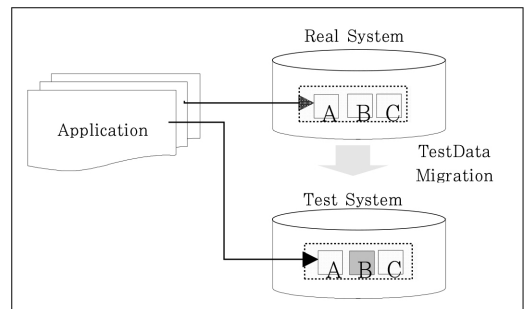 Real System
A B C
Application
TestData
Migration
Test System
A B C